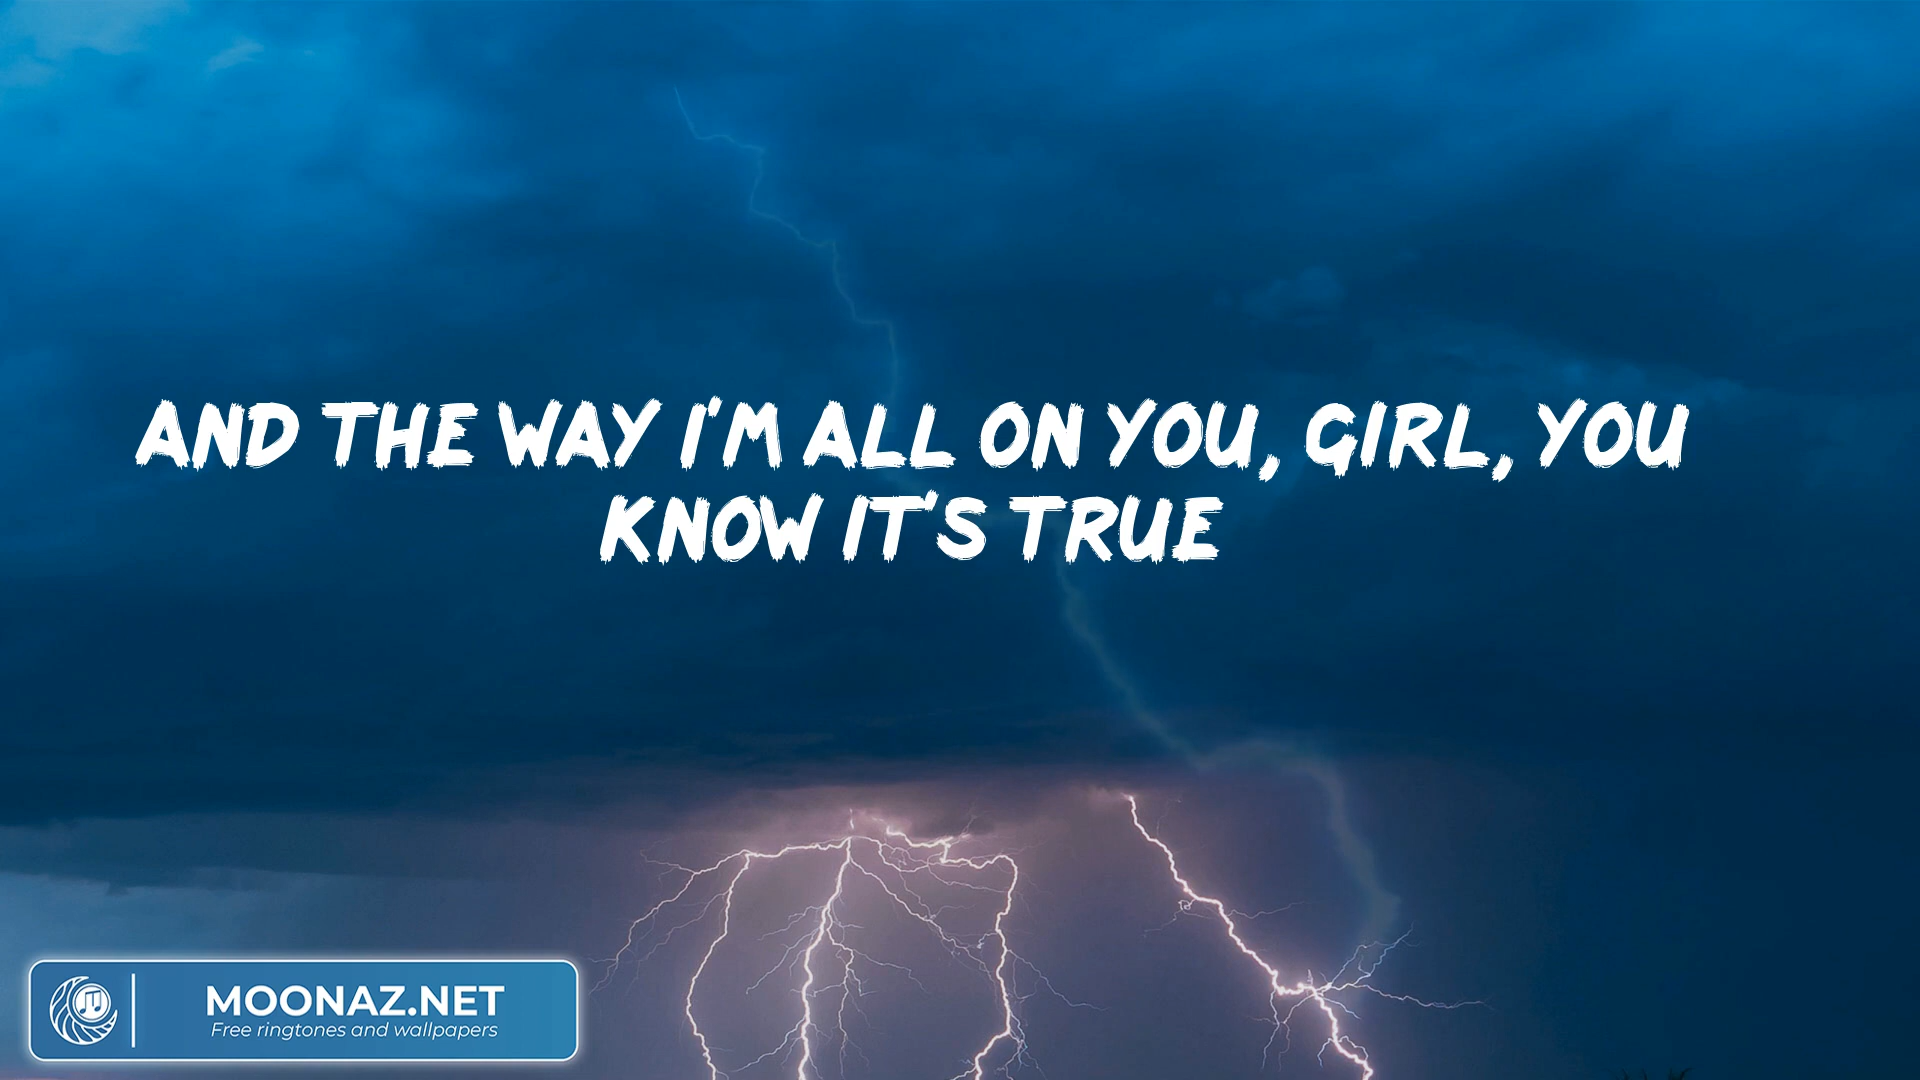 AND THE WAY I'M ALL ON YOU, GIRL, YOU
KNOW IT'S TRUE
MOONAZ.NET
Free ringtones and wallpapers